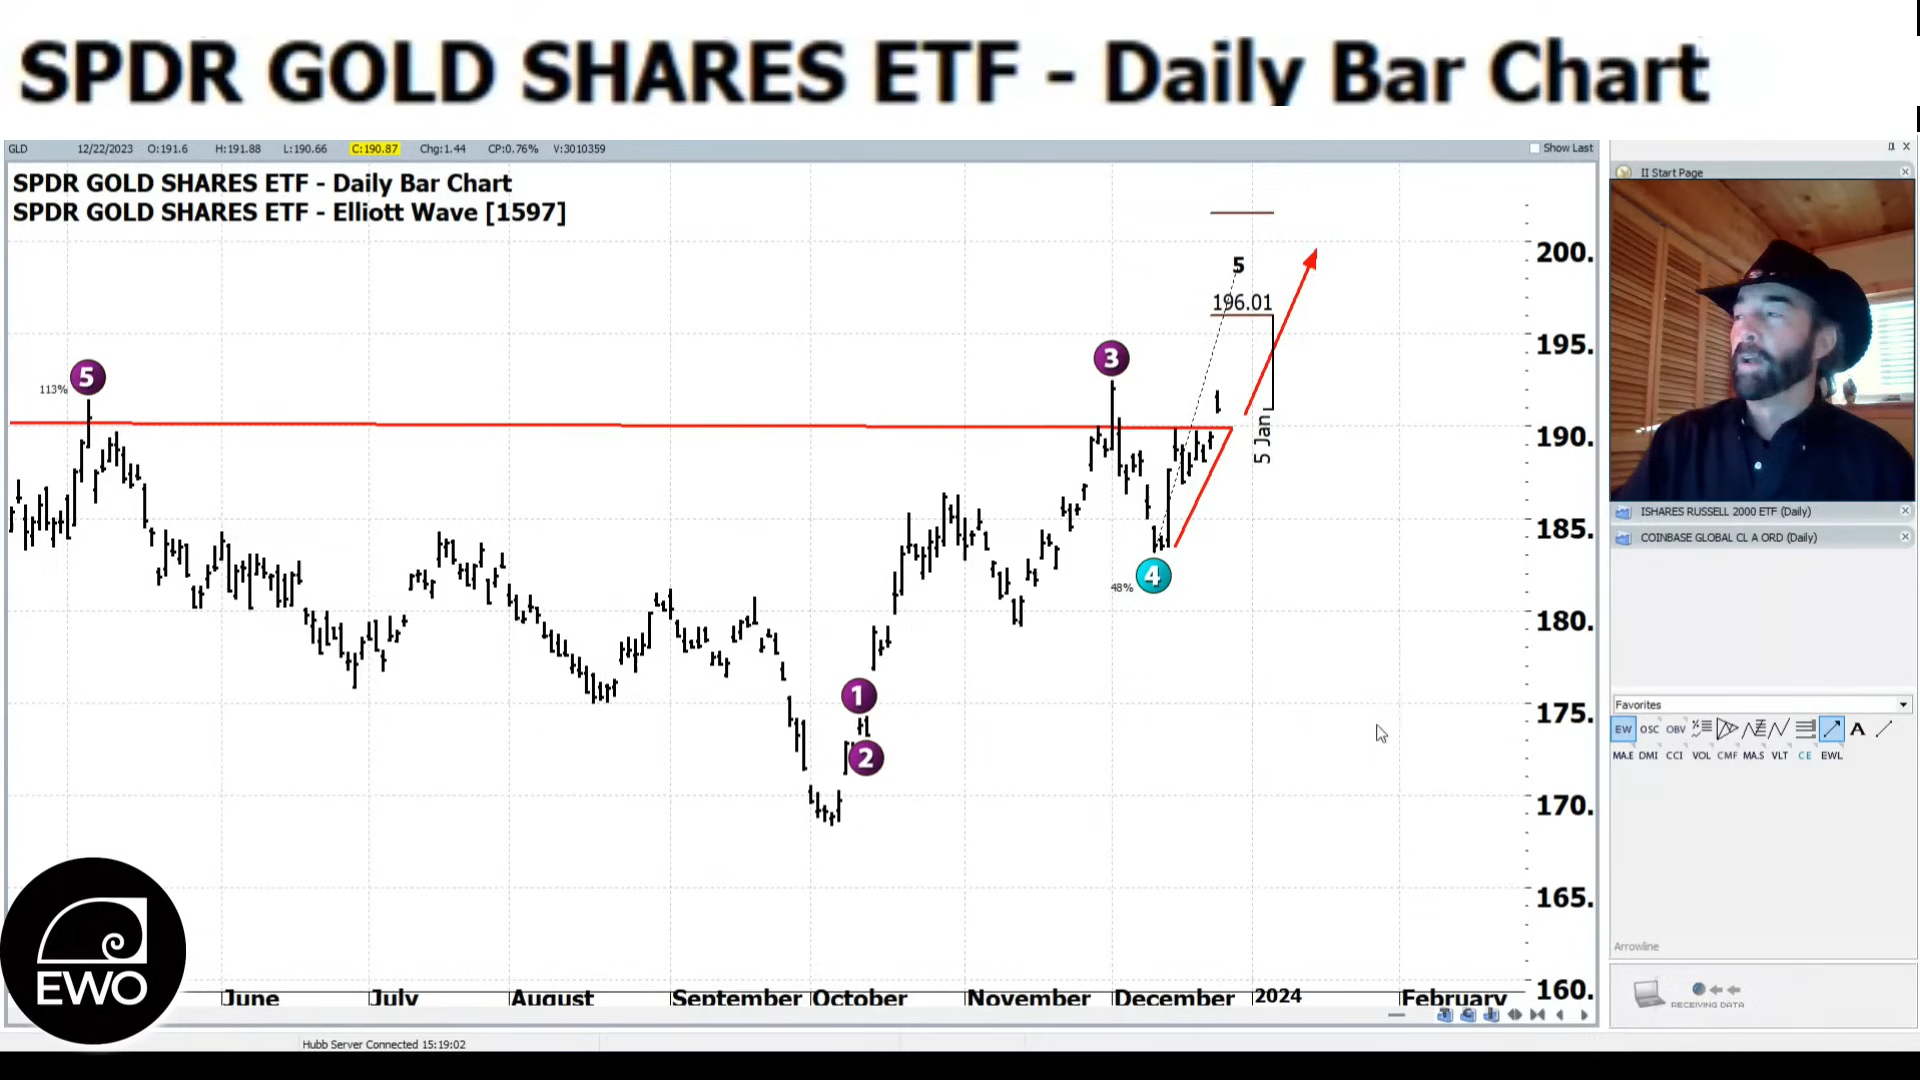 SPDR GOLD SHARES ETF - Daily Bar Chart
GLD 12/22/2023 O:191.6 H:191.88 L:190.66 C:190.87 Chg:1.44 CP:0.76% V:3010359
Show Last
SPDR GOLD SHARES ETF - Daily Bar Chart
SPDR GOLD SHARES ETF - Elliott Wave [1597]
II Start Page
200.
5
196.01
195.
3
5
113%
190.
5 Jan
185.
ISHARES RUSSELL 2000 ETF (Daily)
COINBASE GLOBAL CL A ORD (Daily)
4
48%
180.
1
175.
2
170.
165.
160.
Favorites
EW OSC OBV A
MA.E DMI CCI VOL CMF MA.S VLT CE EWL
Arrowline
RECEIVING DATA
EWO
June July August September October November December 2024 February
Hubb Server Connected 15:19:02